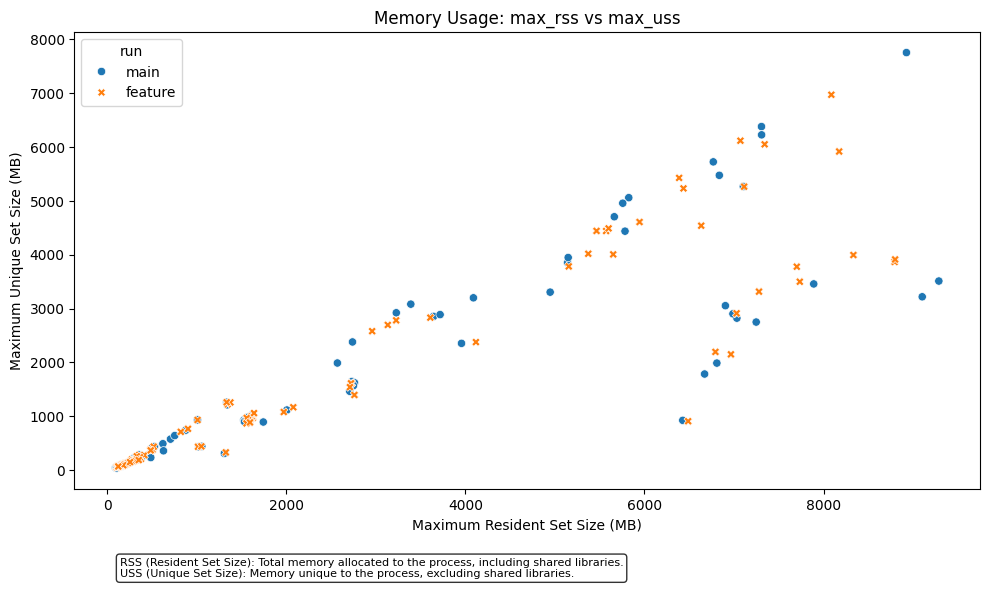 Memory Usage: max_rss vs max_uss
run
main
feature
8000
7000
6000
5000
4000
3000
2000
1000
0
Maximum Unique Set Size (MB)
0 2000 4000 6000 8000
Maximum Resident Set Size (MB)
RSS (Resident Set Size): Total memory allocated to the process, including shared libraries.
USS (Unique Set Size): Memory unique to the process, excluding shared libraries.